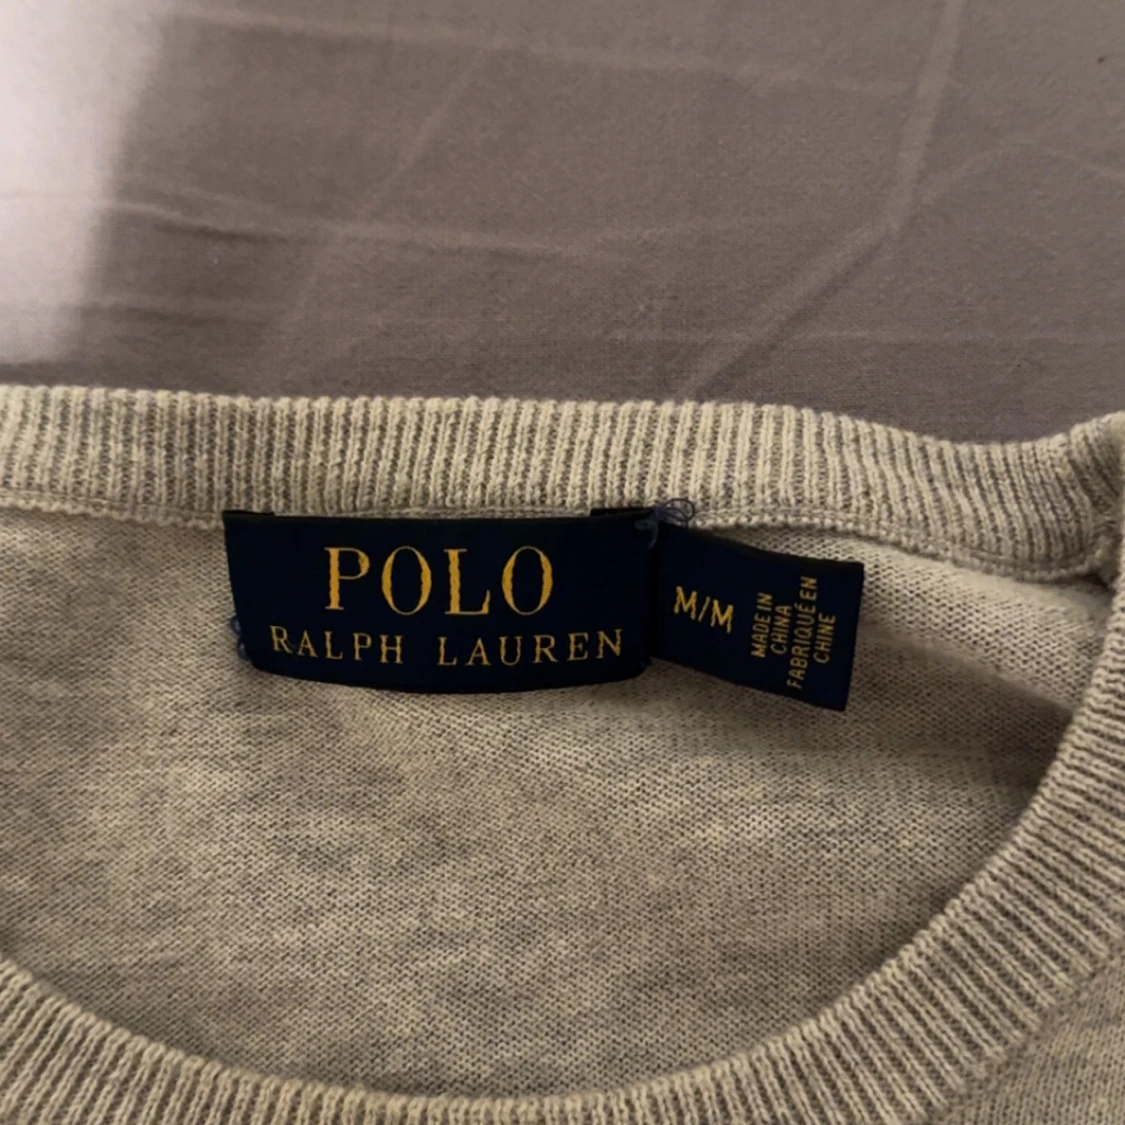 POLO
RALPH LAUREN
M/M
MADE IN
CHINA
FABRIQUÉ EN
CHINE